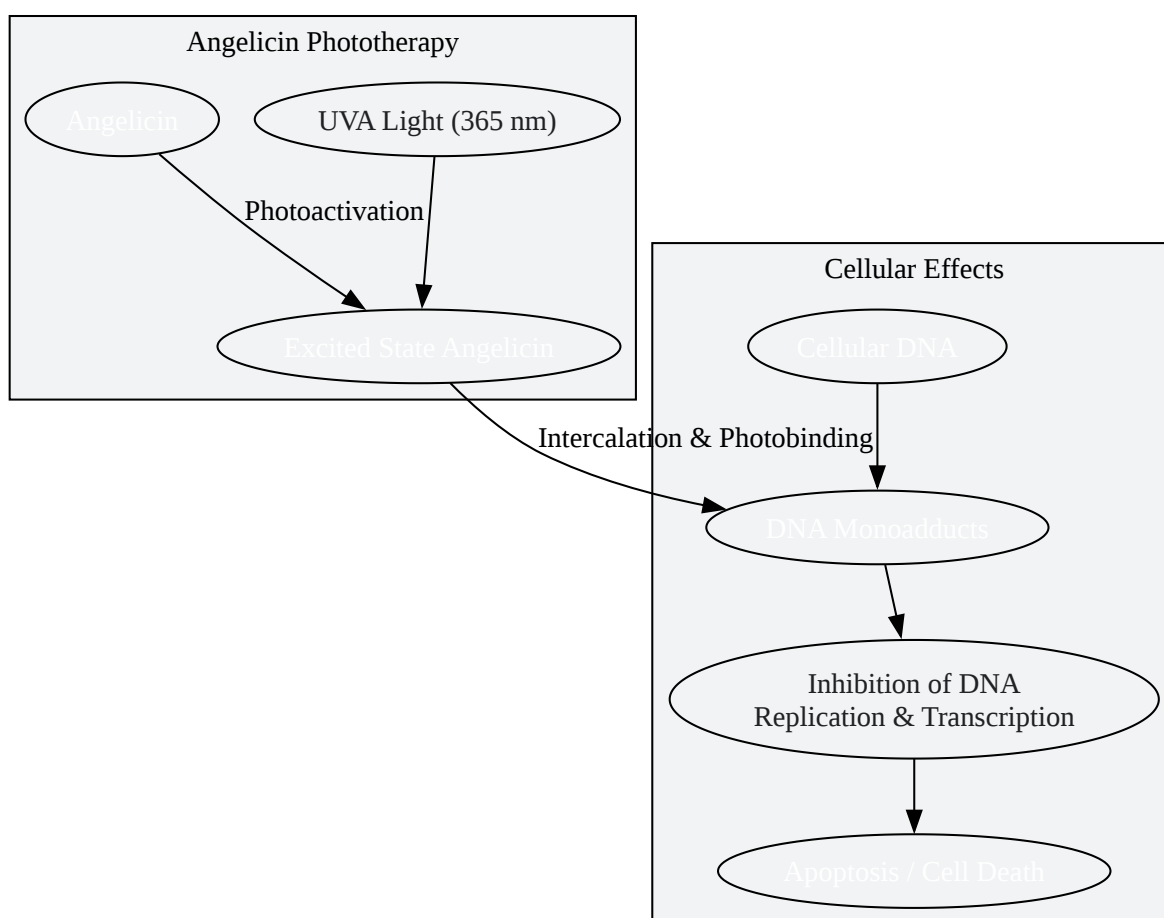 Angelicin Phototherapy
Angelicin
UVA Light (365 nm)
Photoactivation
Excited State Angelicin
Cellular Effects
Cellular DNA
Intercalation & Photobinding
DNA Monoadducts
Inhibition of DNA
Replication & Transcription
Apoptosis / Cell Death